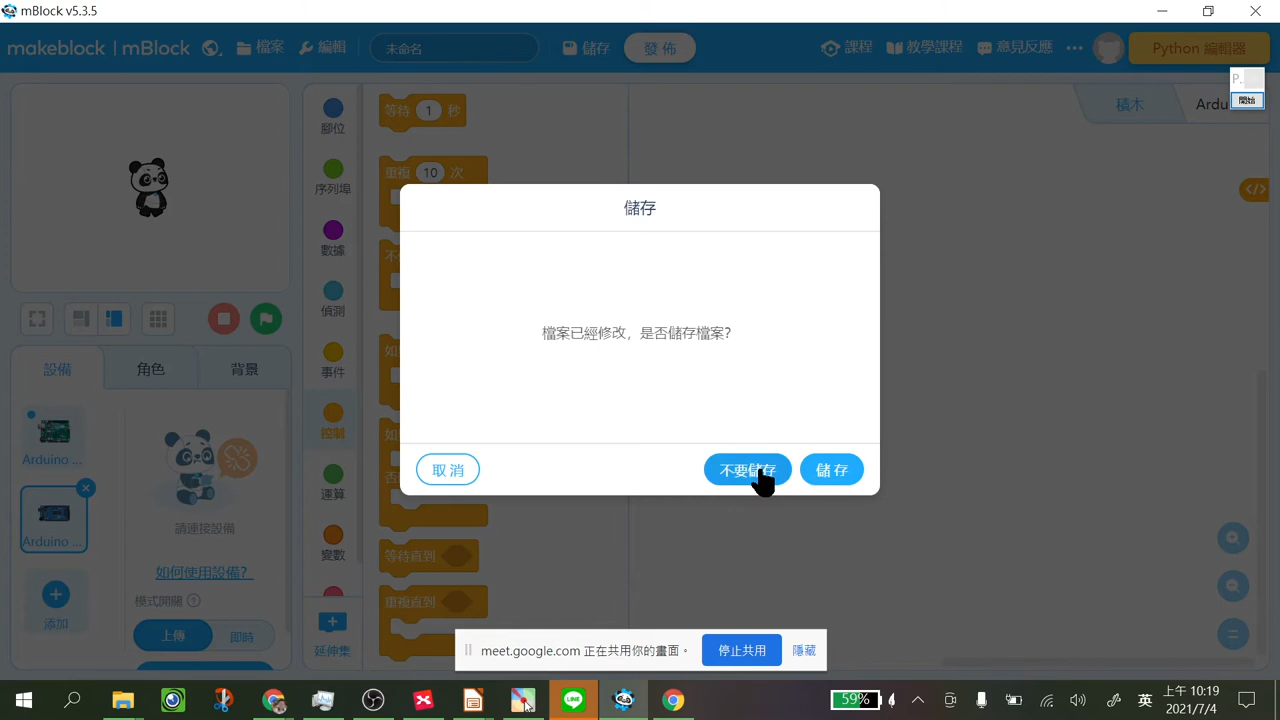 mBlock v5.3.5
makeblock | mBlock
檔案
編輯
未命名
儲存
發佈
課程
教學課程
意見反應
Python 編輯器
P..
開始
等待 1 秒
重複 10 次
腳位
序列埠
數據
偵測
事件
控制
運算
變數
延伸集
積木
Ardu
儲存
檔案已經修改，是否儲存檔案?
取消
不要儲存
儲存
設備
角色
背景
Arduino ...
Arduino ...
添加
請連接設備
如何使用設備?
模式開關 ?
上傳
即時
等待直到
重複直到
meet.google.com 正在共用你的畫面。
停止共用
隱藏
59%
英
上午 10:19
2021/7/4